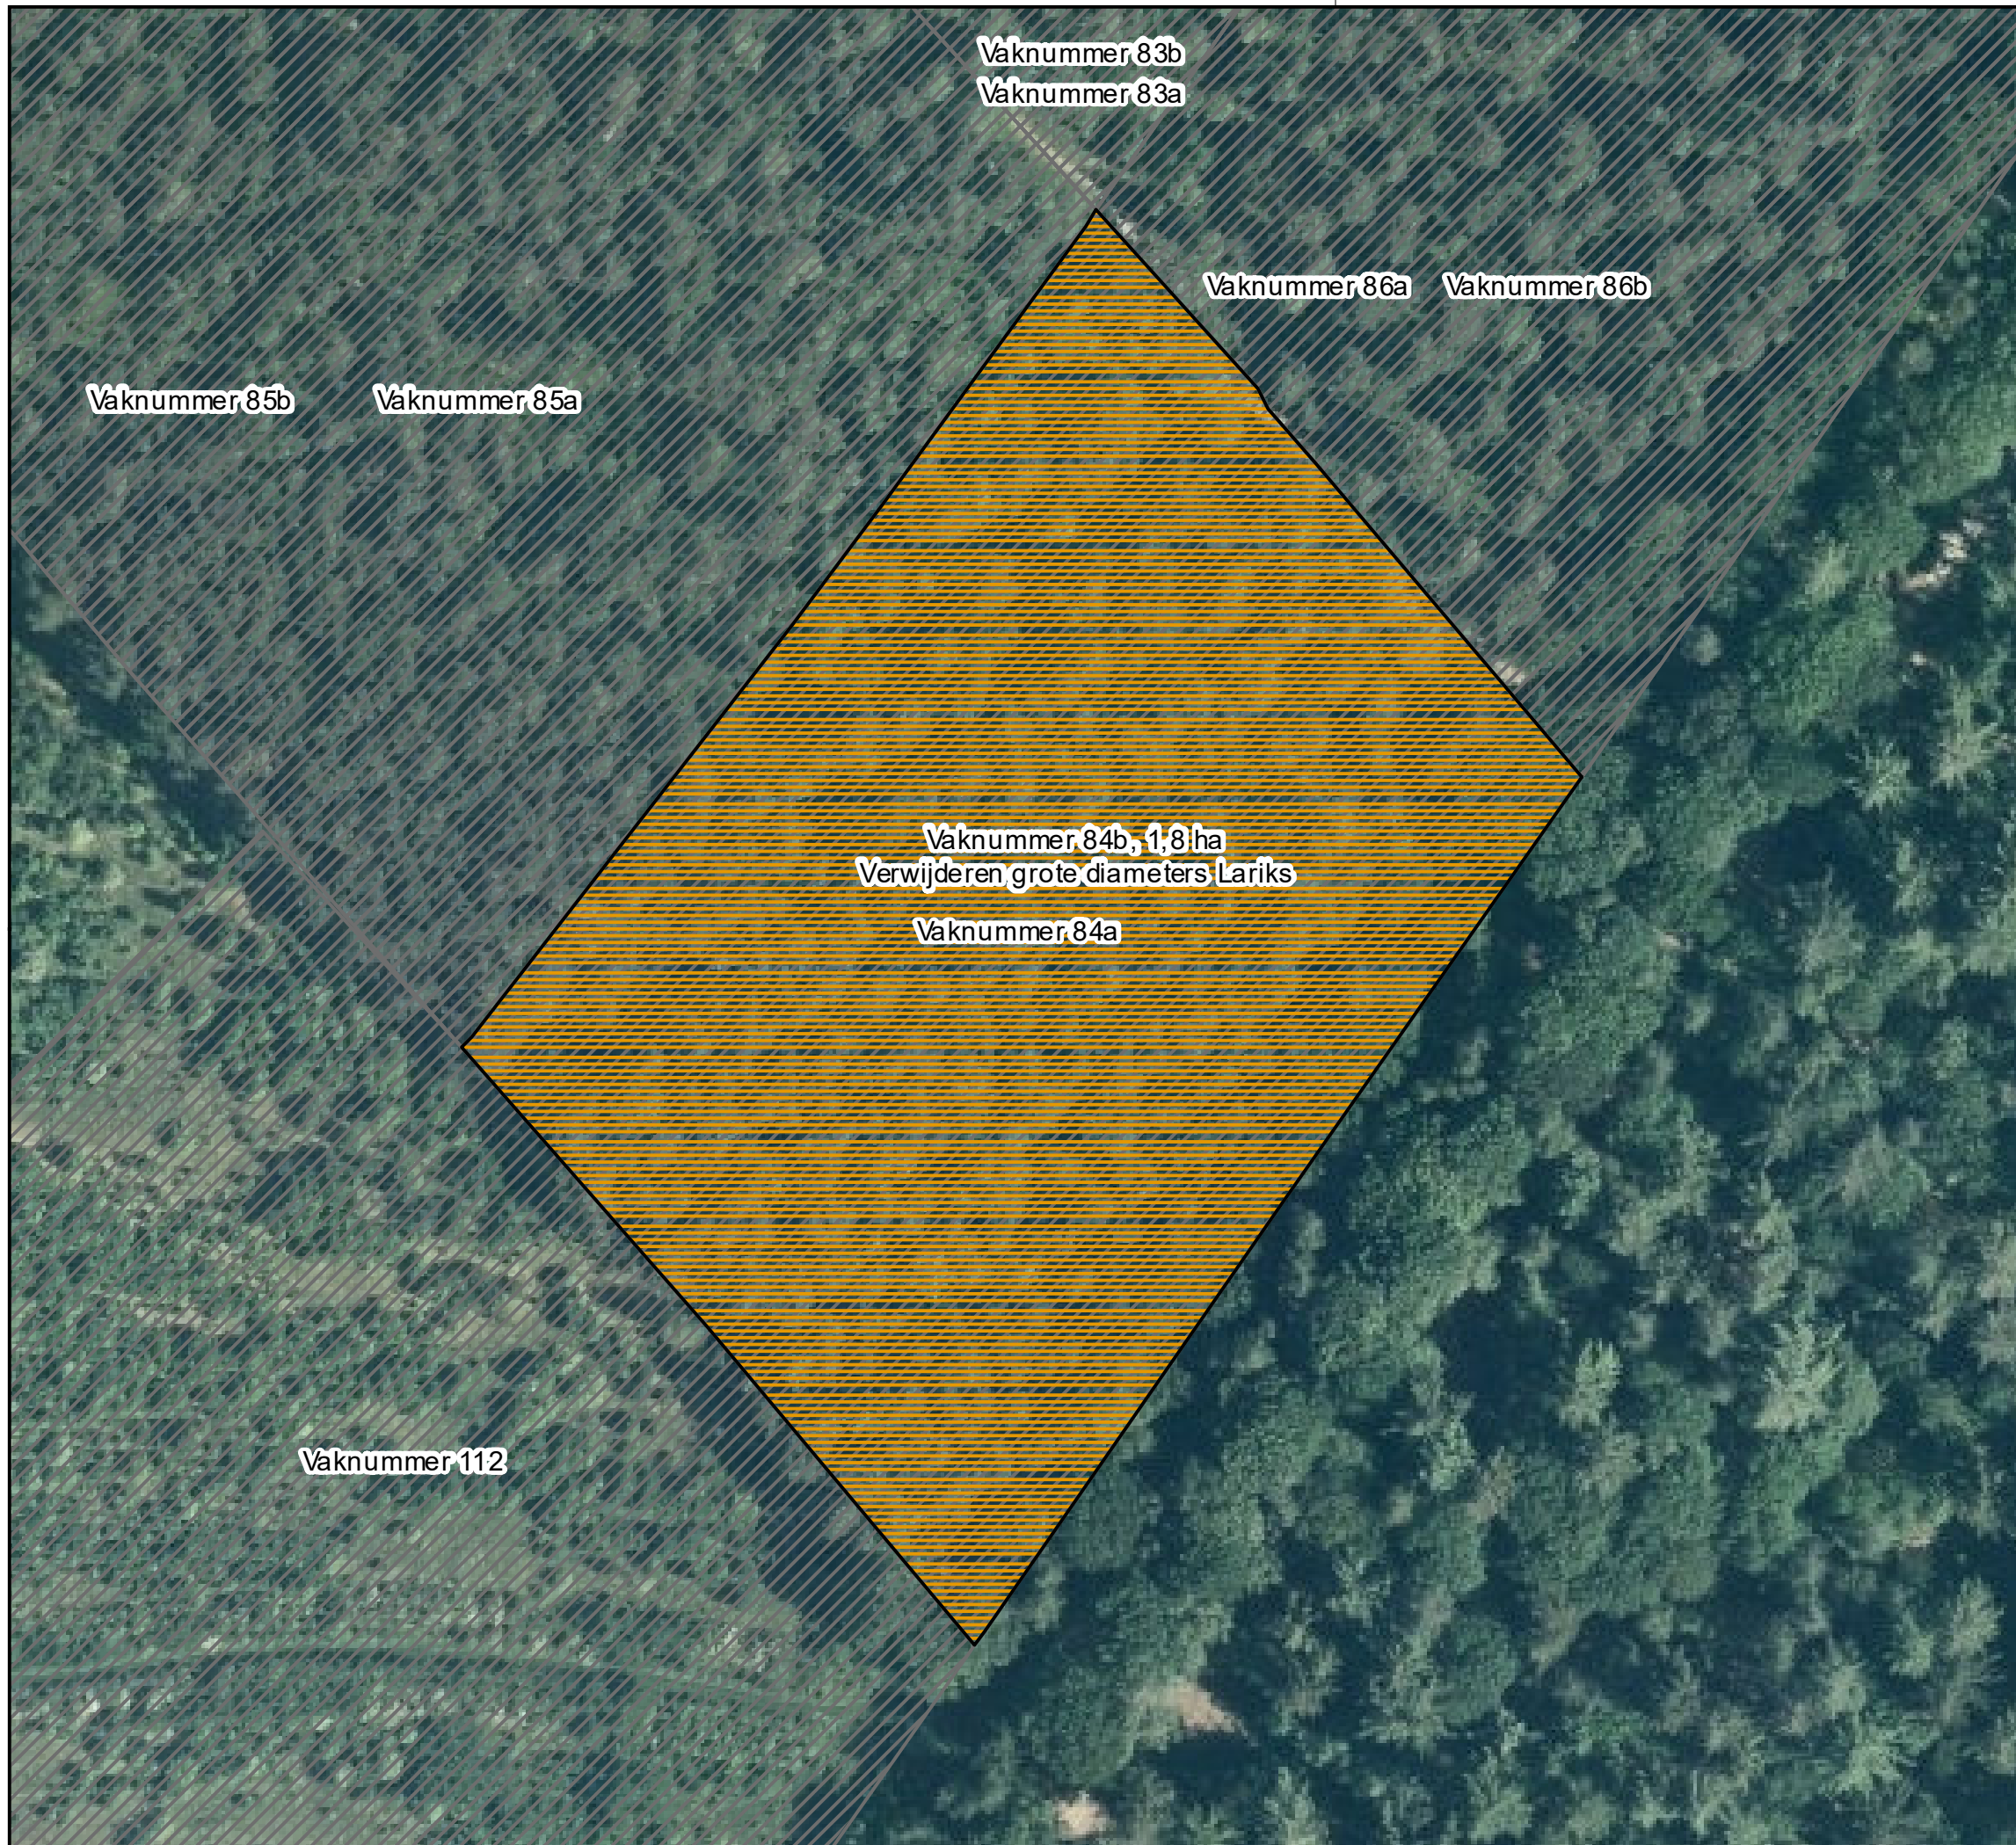 Vaknummer 83b
Vaknummer 83a
Vaknummer 86a
Vaknummer 86b
Vaknummer 85b
Vaknummer 85a
Vaknummer 84b, 1,8 ha
Verwijderen grote diameters Lariks
Vaknummer 84a
Vaknummer 112